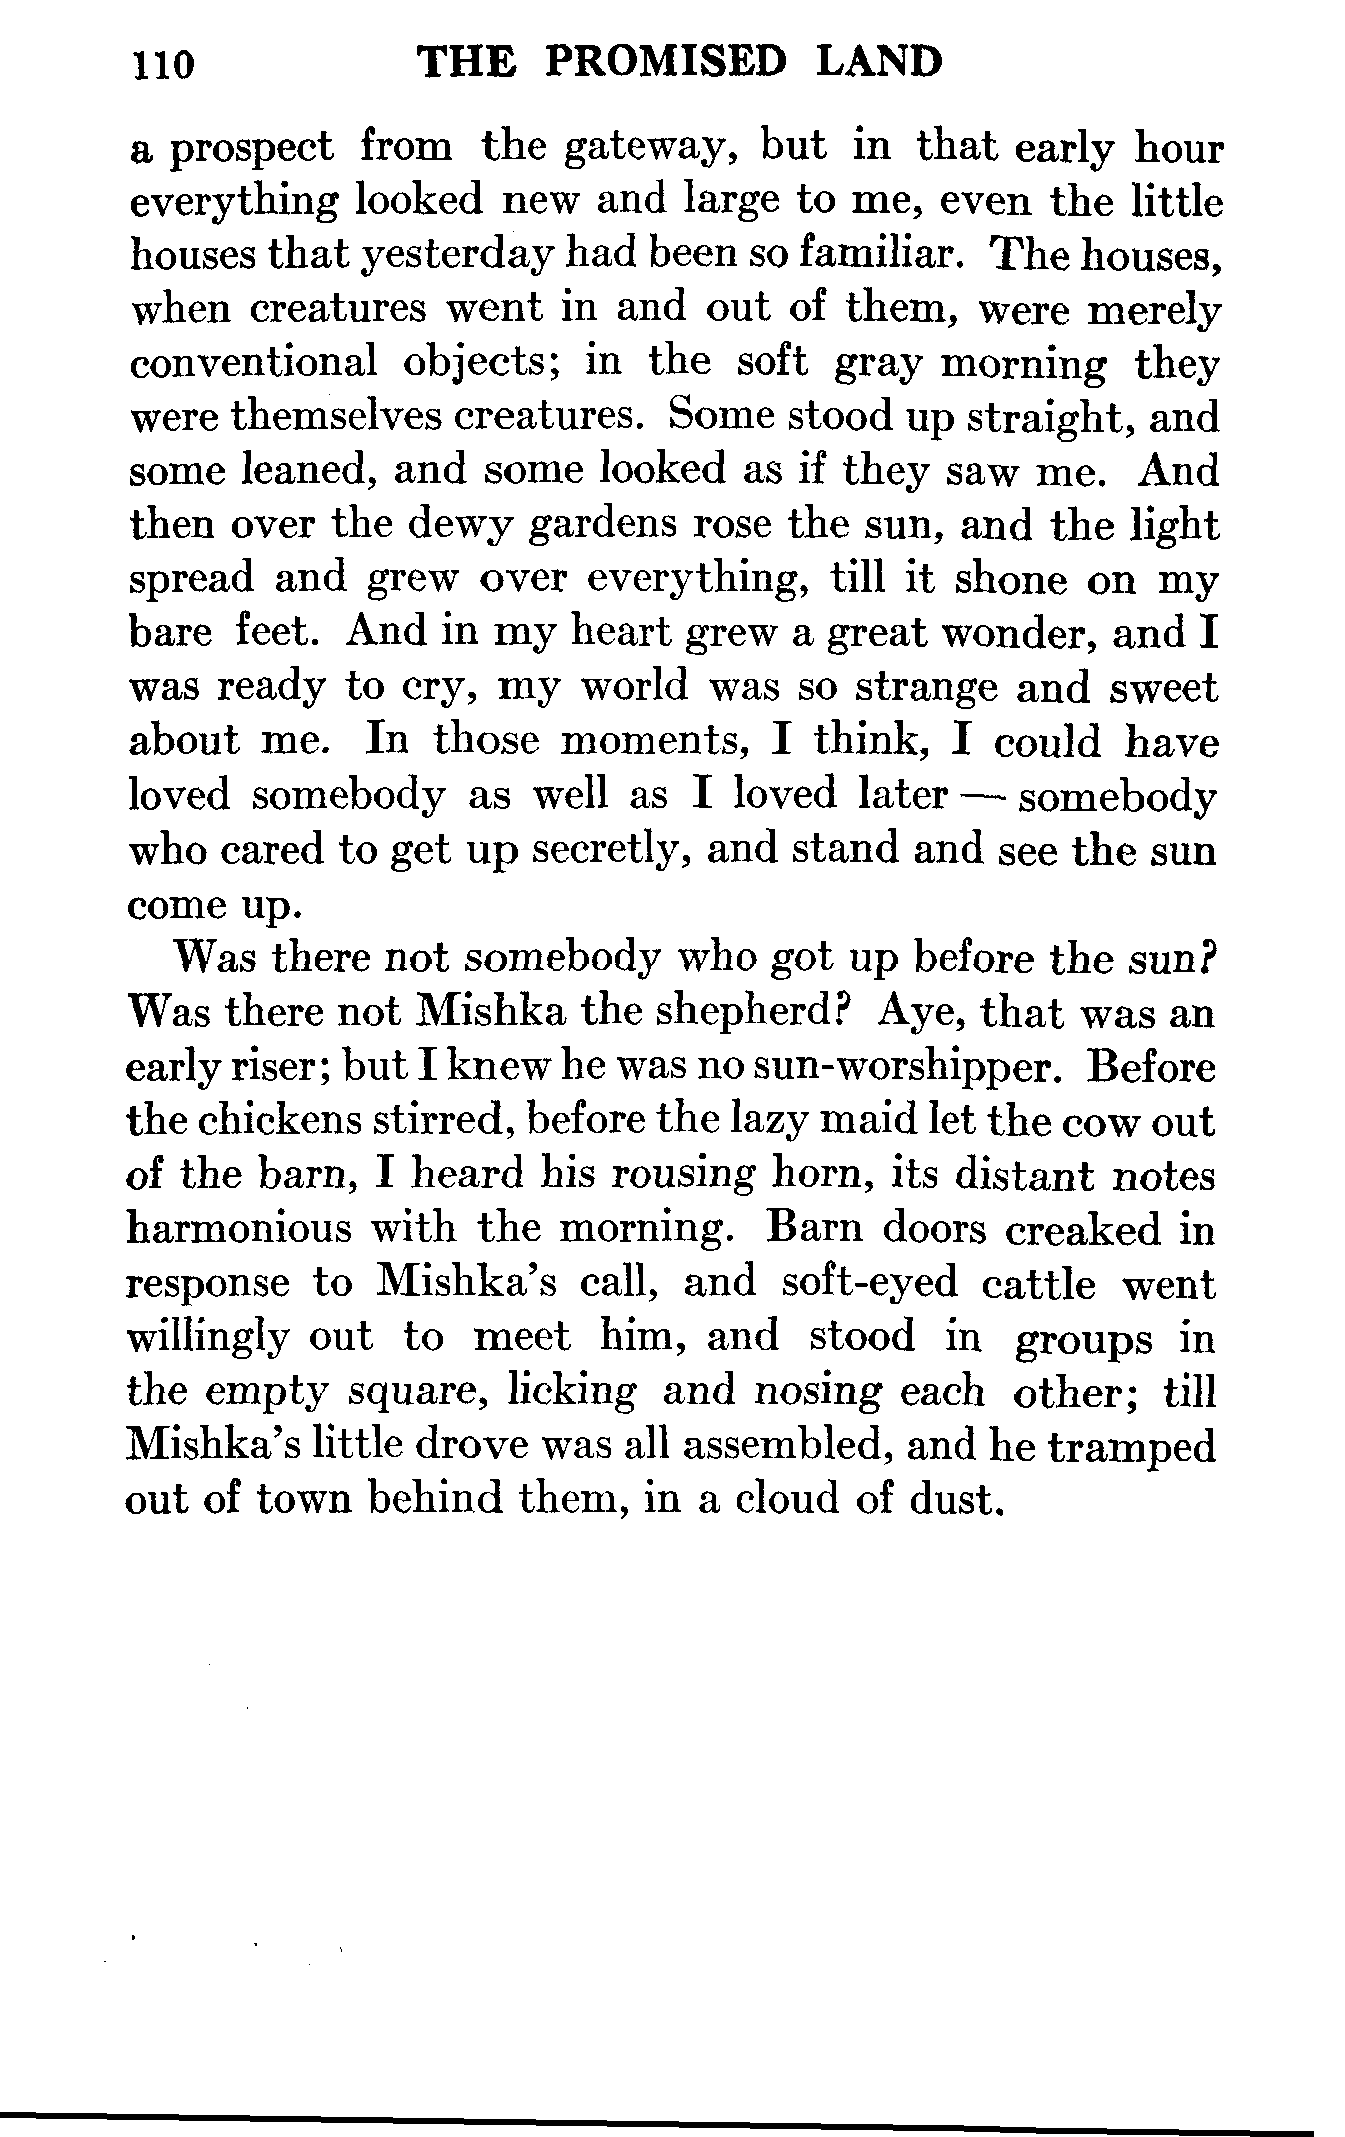 110 THE PROMISED LAND
a prospect from the gateway, but in that early hour
everything looked new and large to me, even the little
houses that yesterday had been so familiar. The houses,
when creatures went in and out of them, were merely
conventional objects; in the soft gray morning they
were themselves creatures. Some stood up straight, and
some leaned, and some looked as if they saw me. And
then over the dewy gardens rose the sun, and the light
spread and grew over everything, till it shone on my
bare feet. And in my heart grew a great wonder, and I
was ready to cry, my world was so strange and sweet
about me. In those moments, I think, I could have
loved somebody as well as I loved later — somebody
who cared to get up secretly, and stand and see the sun
come up.
Was there not somebody who got up before the sun?
Was there not Mishka the shepherd? Aye, that was an
early riser; but I knew he was no sun-worshipper. Before
the chickens stirred, before the lazy maid let the cow out
of the barn, I heard his rousing horn, its distant notes
harmonious with the morning. Barn doors creaked in
response to Mishka's call, and soft-eyed cattle went
willingly out to meet him, and stood in groups in
the empty square, licking and nosing each other; till
Mishka's little drove was all assembled, and he tramped
out of town behind them, in a cloud of dust.